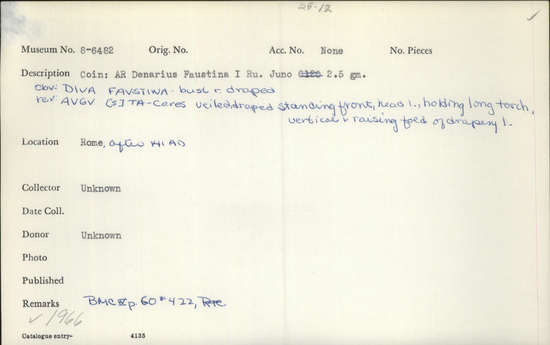 28-12 ✓
Museum No. 8-6482 Orig. No. Acc. No. None No. Pieces
Description Coin: AR Denarius Faustina I Ru. Juno 2.5 gm.
obv: DIVA FAUSTINA - bust r. draped
rev AVGV [S]TA-Ceres veiled draped standing front, head l., holding long torch,
vertical & raising fold of drapery l.
Location Rome, after 141 AD
Collector Unknown
Date Coll.
Donor Unknown
Photo
Published
Remarks BMC p. 60 #422,
✓ 1966
Catalogue entry- 4135